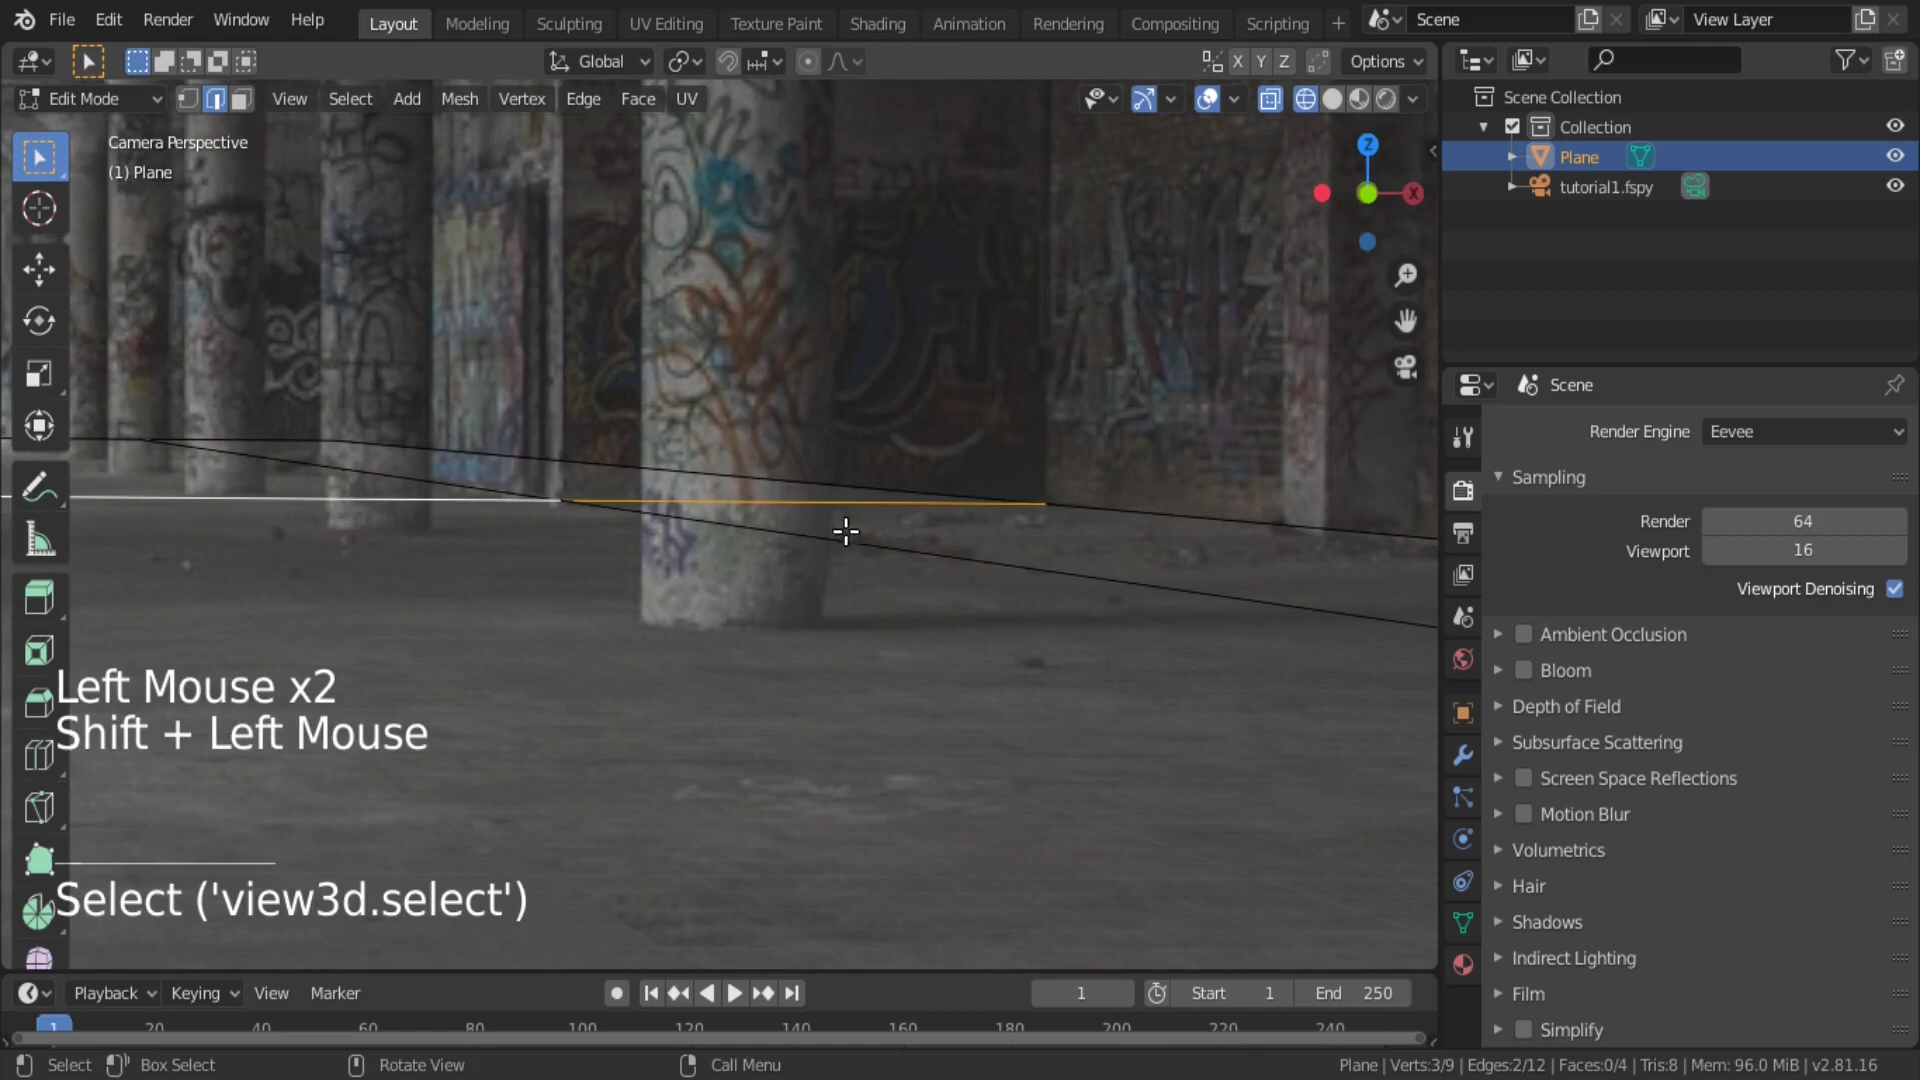 File Edit Render Window Help Layout Modeling Sculpting UV Editing Texture Paint Shading Animation Rendering Compositing Scripting + Scene View Layer
Global X Y Z Options
Edit Mode View Select Add Mesh Vertex Edge Face UV
Scene Collection
Collection
Plane
tutorial1.fspy
Camera Perspective
(1) Plane
Z
X
Scene
Render Engine Eevee
Sampling
Render 64
Viewport 16
Viewport Denoising
Ambient Occlusion
Bloom
Depth of Field
Subsurface Scattering
Screen Space Reflections
Motion Blur
Volumetrics
Hair
Shadows
Indirect Lighting
Film
Simplify
Left Mouse x2
Shift + Left Mouse
Select ('view3d.select')
Playback Keying View Marker 1 Start 1 End 250
1 20 40 60 80 100 120 140 160 180 200 220 240
Select Box Select Rotate View Call Menu Plane | Verts:3/9 | Edges:2/12 | Faces:0/4 | Tris:8 | Mem: 96.0 MiB | v2.81.16